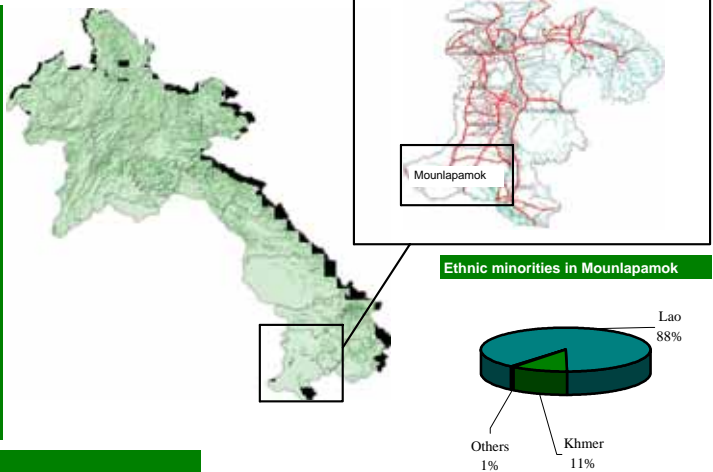 Mounlapamok
Ethnic minorities in Mounlapamok
Lao
88%
Others
1%
Khmer
11%